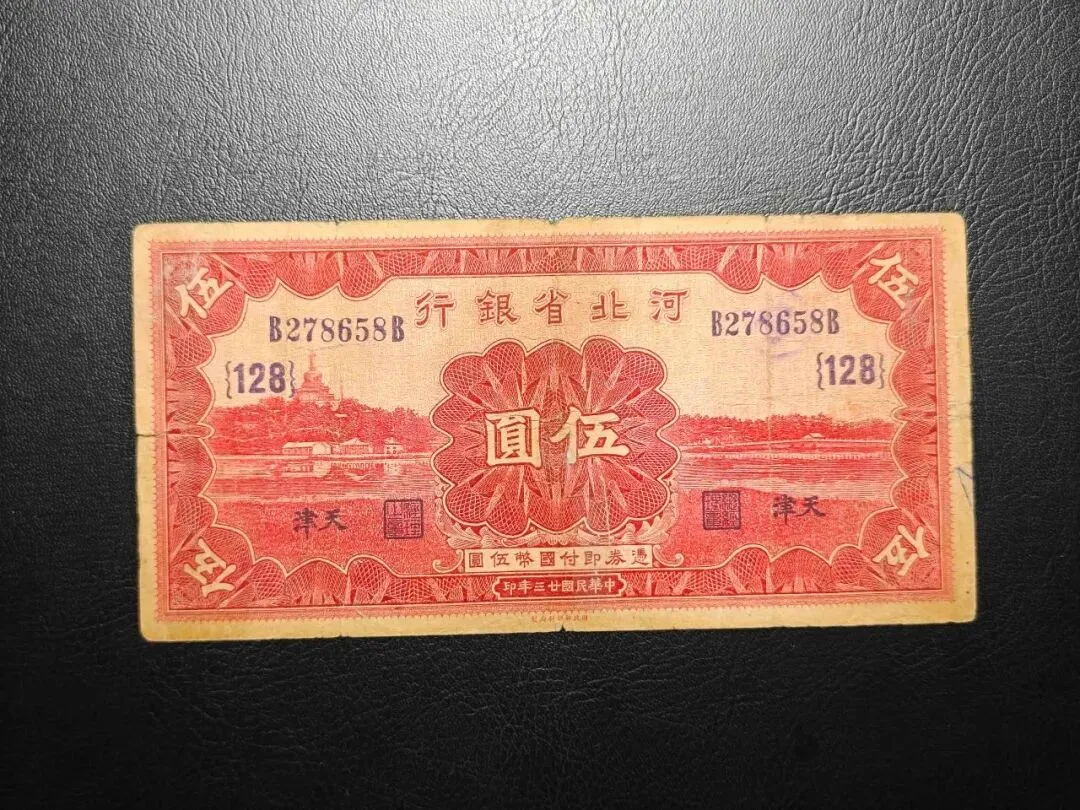 伍
伍
河北省銀行
B278658B
B278658B
{128}
{128}
伍圓
天津
天津
憑券即付國幣伍圓
中華民國廿三年印
伍
伍